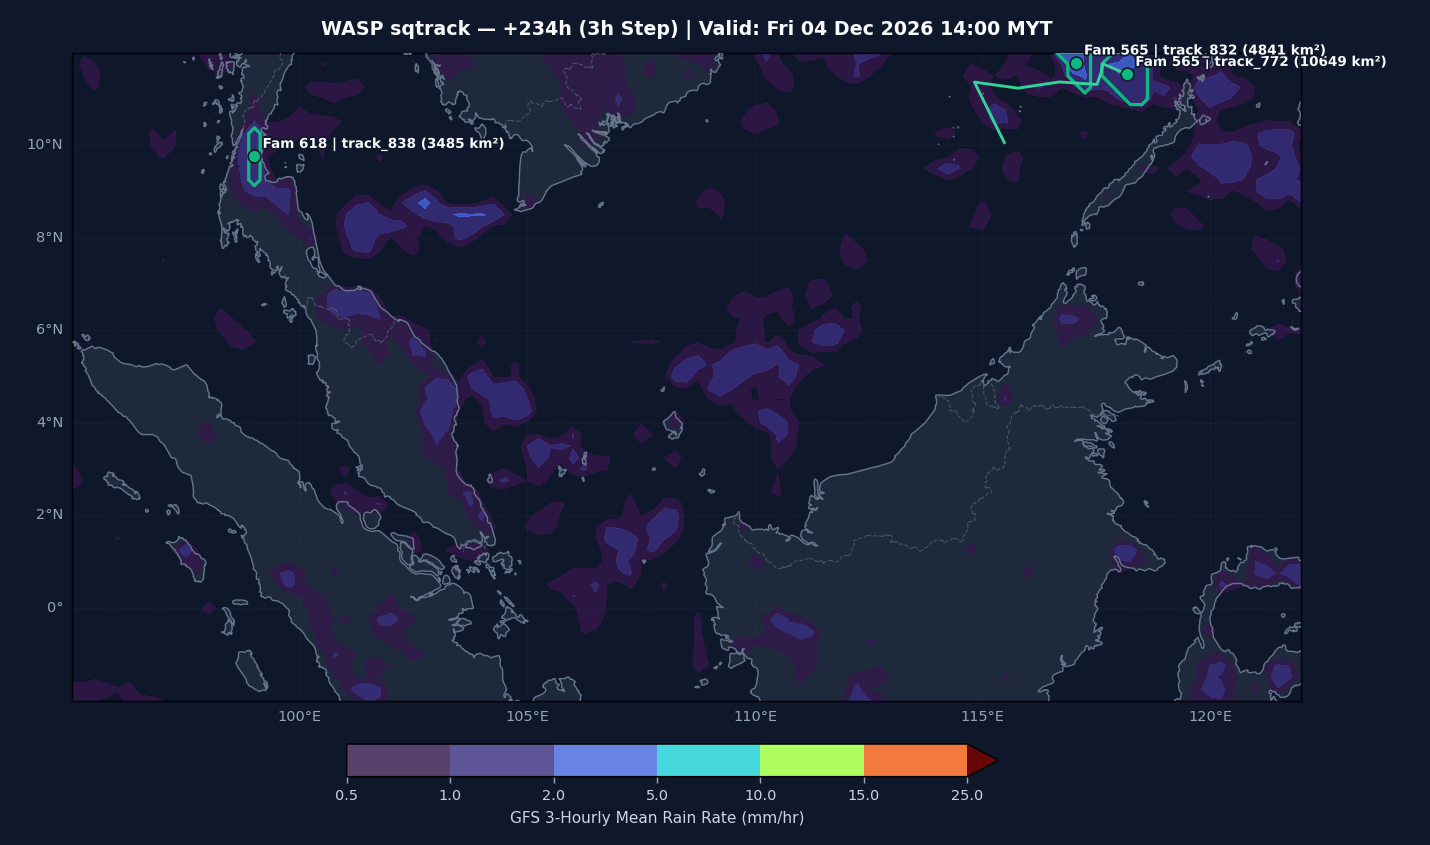 WASP sqtrack — +234h (3h Step) | Valid: Fri 04 Dec 2026 14:00 MYT
Fam 565 | track_832 (4841 km²)
Fam 565 | track_772 (10649 km²)
Fam 618 | track_838 (3485 km²)
10°N
8°N
6°N
4°N
2°N
0°
100°E 105°E 110°E 115°E 120°E
0.5 1.0 2.0 5.0 10.0 15.0 25.0
GFS 3-Hourly Mean Rain Rate (mm/hr)